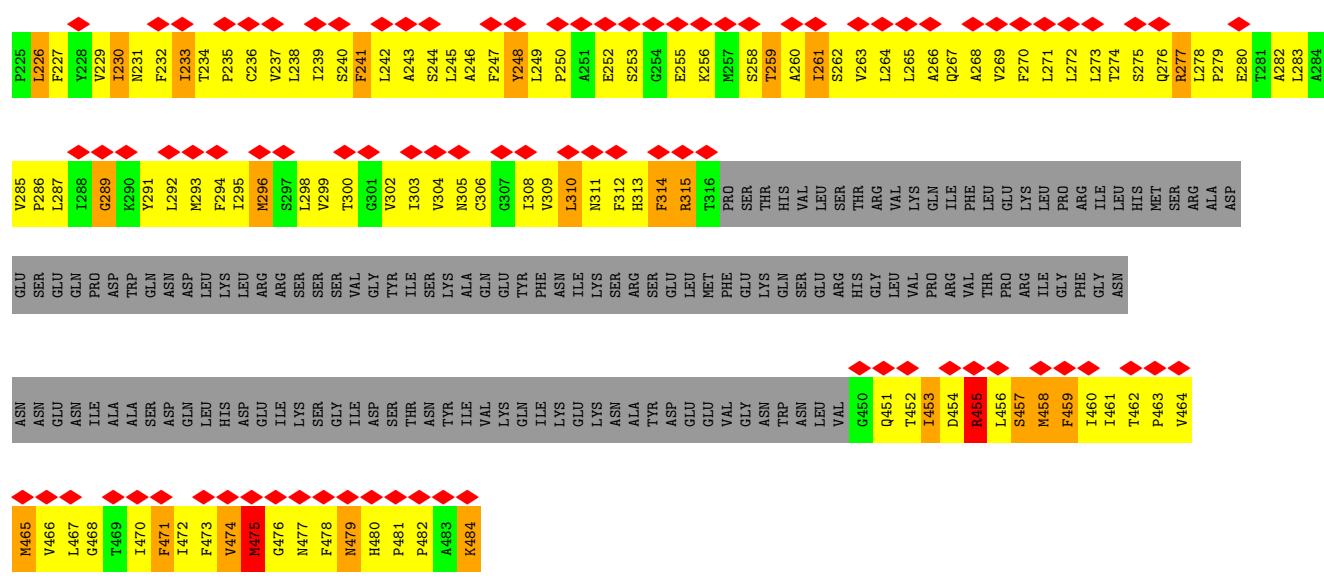 P225 L226 F227 Y228 V229 I230 N231 F232 I233 T234 P235 C236 V237 L238 I239 S240 F241 L242 A243 S244 L245 A246 F247 Y248 L249 P250 A251 E252 S253 G254 E255 K256 M257 S258 T259 A260 I261 S262 V263 L264 L265 A266 Q267 A268 V269 F270 L271 L272 L273 T274 S275 Q276 R277 L278 P279 E280 T281 A282 L283 A284
V285 P286 L287 I288 G289 K290 Y291 L292 M293 F294 I295 M296 S297 L298 V299 T300 G301 V302 I303 V304 N305 C306 G307 I308 V309 L310 N311 F312 H313 F314 R315 T316 PRO SER THR HIS VAL LEU SER THR ARG VAL LYS GLN ILE PHE LEU GLU LYS LEU PRO ARG ILE LEU HIS MET SER ARG ALA ASP
GLU SER GLU GLN PRO ASP TRP GLN ASN ASP LEU LYS LEU ARG ARG SER SER SER VAL GLY TYR ILE SER LYS ALA GLN GLU TYR PHE ASN ILE LYS SER ARG SER GLU LEU MET PHE GLU LYS GLN SER GLU ARG HIS GLY LEU VAL PRO ARG VAL THR PRO ARG ILE GLY PHE GLY ASN
ASN ASN GLU ASN ILE ALA ALA SER ASP GLN LEU HIS ASP GLU ILE LYS SER GLY ILE ASP SER THR ASN TYR ILE VAL LYS GLN ILE LYS GLU LYS ASN ALA TYR ASP GLU GLU VAL GLY ASN TRP ASN LEU VAL G450 Q451 T452 I453 D454 R455 L456 S457 M458 F459 I460 I461 T462 P463 V464
M465 V466 L467 G468 T469 I470 F471 I472 F473 V474 M475 G476 N477 F478 N479 H480 P481 P482 A483 K484